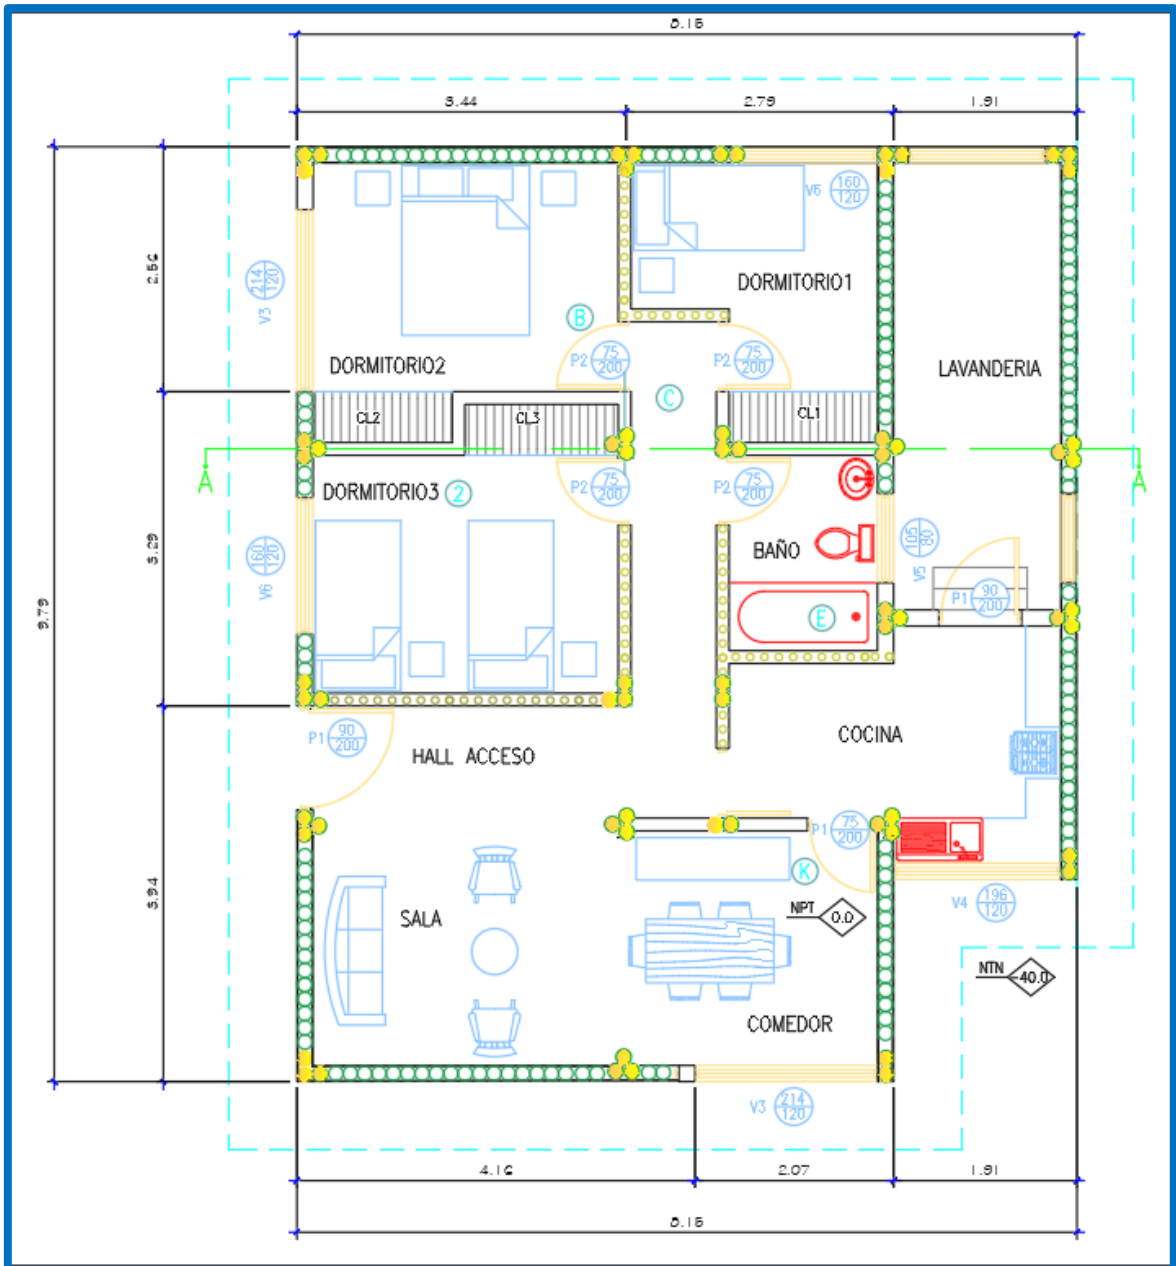 8.15
3.44
2.79
1.91
V6 160
120
DORMITORIO1
2.56
214
120
V3
B
DORMITORIO2
P2 75
200
P2 75
200
LAVANDERIA
C
CL2
CL3
CL1
A
A
DORMITORIO3
2
P2 75
200
P2 75
200
BAÑO
105
80
V5
160
120
V6
3.29
9.79
P1 90
200
E
P1 90
200
HALL ACCESO
COCINA
P1 75
200
K
3.94
SALA
NPT 0.0
V4 196
120
NTN -40.0
COMEDOR
V3 214
120
4.16
2.07
1.91
8.15